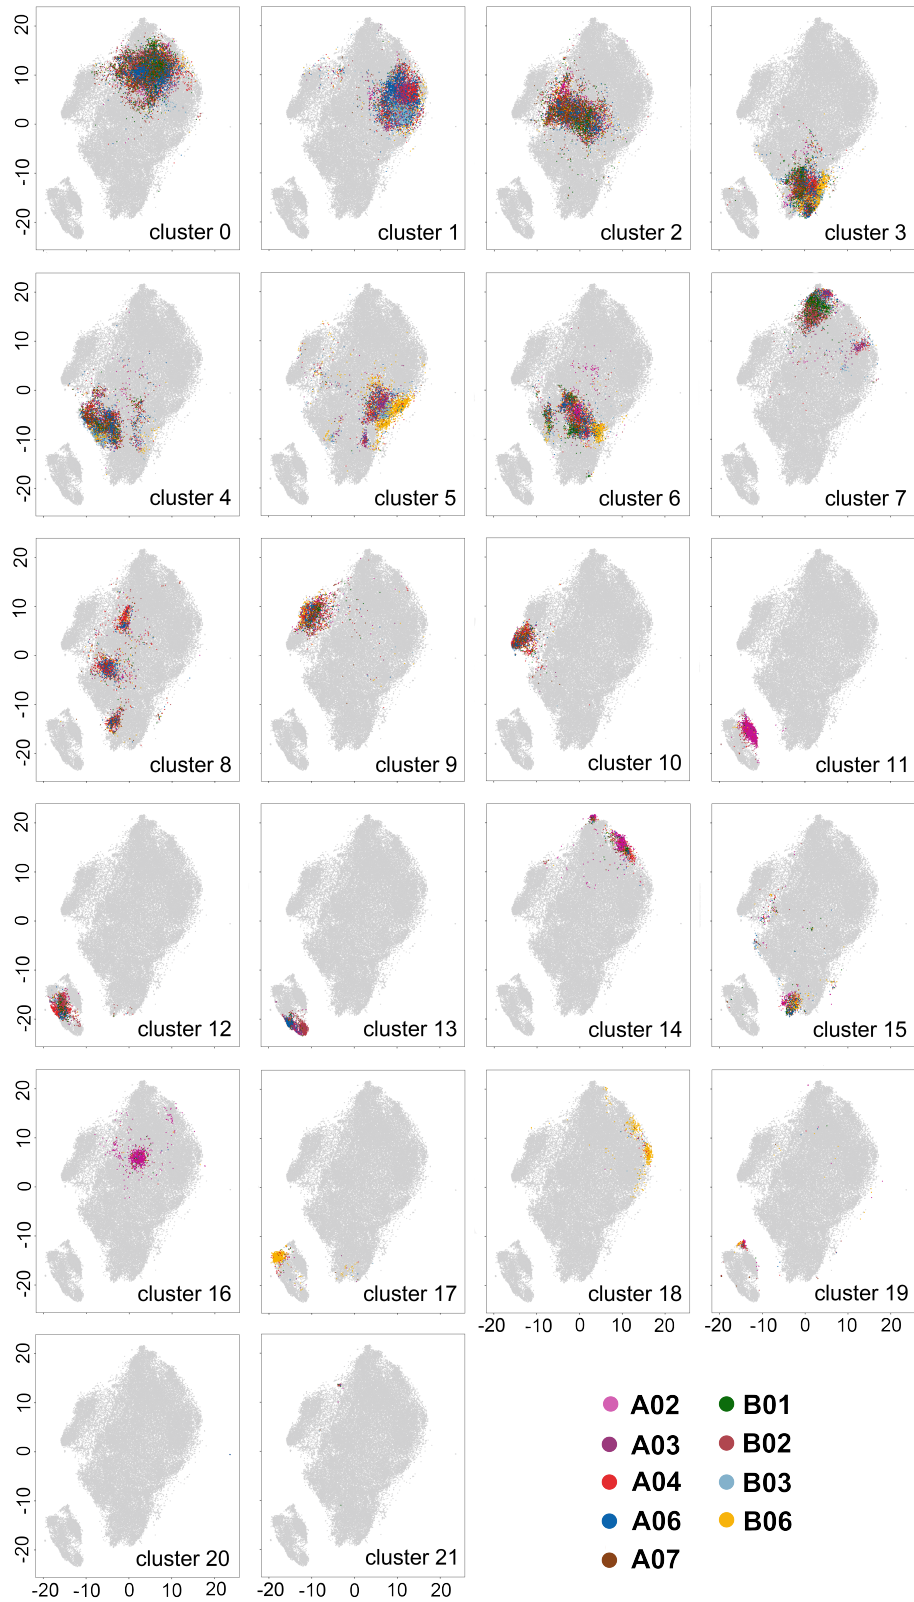 20
10
0
-10
-20
cluster 0
cluster 1
cluster 2
cluster 3
20
10
0
-10
-20
cluster 4
cluster 5
cluster 6
cluster 7
20
10
0
-10
-20
cluster 8
cluster 9
cluster 10
cluster 11
20
10
0
-10
-20
cluster 12
cluster 13
cluster 14
cluster 15
20
10
0
-10
-20
cluster 16
cluster 17
cluster 18
cluster 19
-20 -10 0 10 20
-20 -10 0 10 20
20
10
0
-10
-20
cluster 20
cluster 21
-20 -10 0 10 20
-20 -10 0 10 20
A02
A03
A04
A06
A07
B01
B02
B03
B06